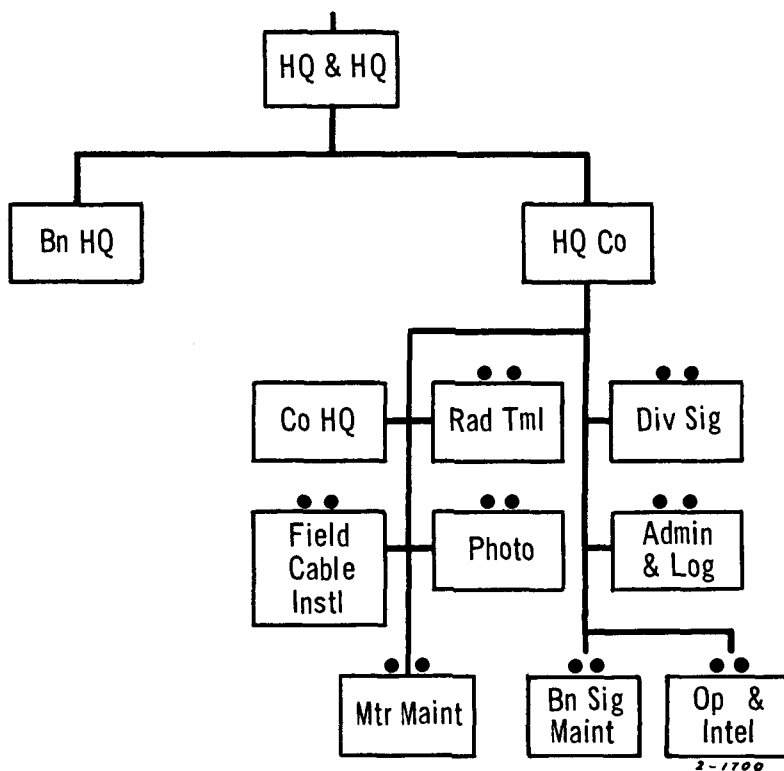 HQ & HQ
Bn HQ
HQ Co
Co HQ
Rad Tml
Div Sig
Field
Cable
Instl
Photo
Admin
& Log
Mtr Maint
Bn Sig
Maint
Op &
Intel
2-1700